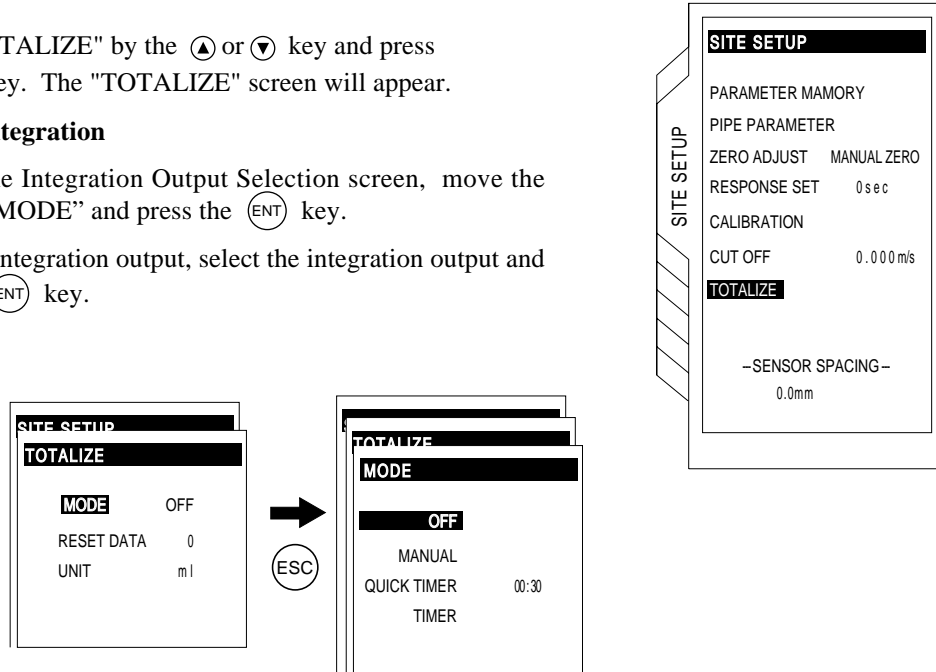 TALIZE" by the ▲ or ▼ key and press
ey. The "TOTALIZE" screen will appear.
ntegration
e Integration Output Selection screen, move the
MODE” and press the ENT key.
ntegration output, select the integration output and
ENT key.
SITE SETUP
SITE SETUP
PARAMETER MAMORY
PIPE PARAMETER
ZERO ADJUST MANUAL ZERO
RESPONSE SET 0sec
CALIBRATION
CUT OFF 0.000m/s
TOTALIZE
–SENSOR SPACING–
0.0mm
SITE SETUP
TOTALIZE
MODE OFF
RESET DATA 0
UNIT ml
ESC
TOTALIZE
MODE
OFF
MANUAL
QUICK TIMER 00:30
TIMER